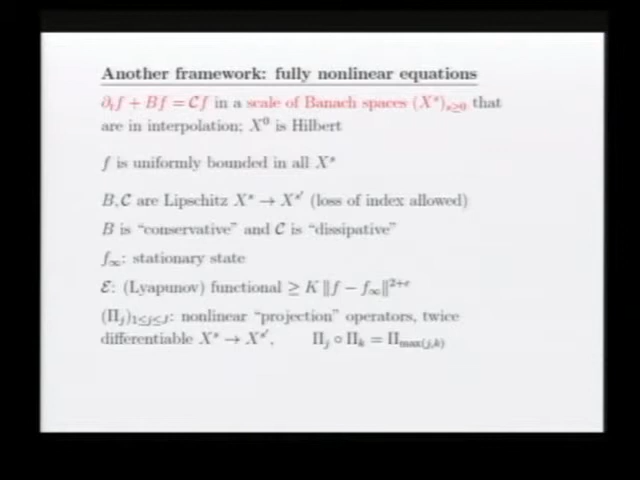 Another framework: fully nonlinear equations
∂ₜf + Bf = 𝒞f in a scale of Banach spaces (Xˢ)ₛ≥₀ that
are in interpolation; X⁰ is Hilbert
f is uniformly bounded in all Xˢ
B, 𝒞 are Lipschitz Xˢ → Xˢ′ (loss of index allowed)
B is “conservative” and 𝒞 is “dissipative”
f∞: stationary state
ℰ: (Lyapunov) functional ≥ K ‖f − f∞‖²⁺ᵋ
(Πⱼ)₁≤ⱼ≤J: nonlinear “projection” operators, twice
differentiable Xˢ → Xˢ′, Πⱼ ∘ Πₖ = Πmax(j,k)